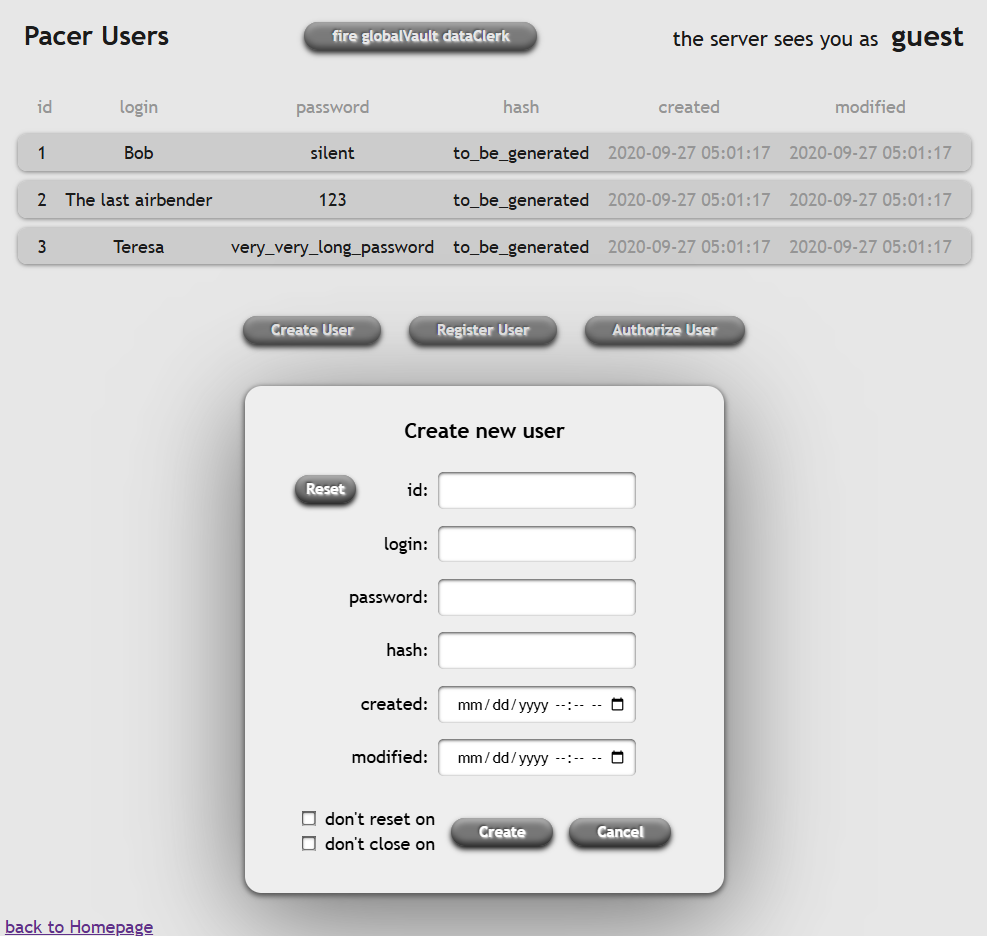 Pacer Users fire globalVault dataClerk the server sees you as guest
id login password hash created modified
1 Bob silent to_be_generated 2020-09-27 05:01:17 2020-09-27 05:01:17
2 The last airbender 123 to_be_generated 2020-09-27 05:01:17 2020-09-27 05:01:17
3 Teresa very_very_long_password to_be_generated 2020-09-27 05:01:17 2020-09-27 05:01:17
Create User Register User Authorize User
Create new user
Reset id:
login:
password:
hash:
created: mm/dd/yyyy --:-- --
modified: mm/dd/yyyy --:-- --
don't reset on
don't close on
Create Cancel
back to Homepage